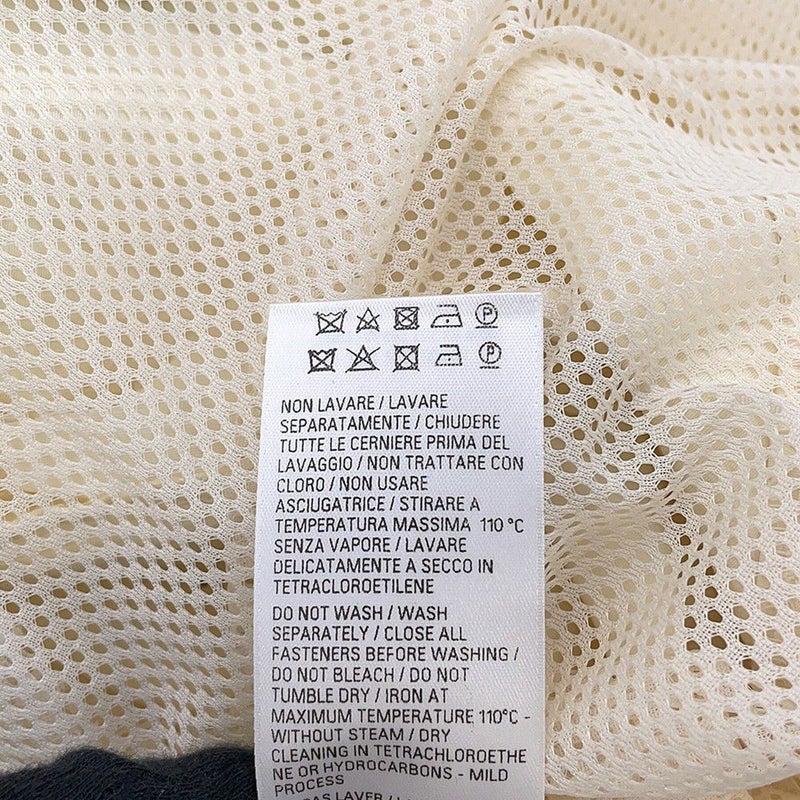 P
P
NON LAVARE / LAVARE
SEPARATAMENTE / CHIUDERE
TUTTE LE CERNIERE PRIMA DEL
LAVAGGIO / NON TRATTARE CON
CLORO / NON USARE
ASCIUGATRICE / STIRARE A
TEMPERATURA MASSIMA 110 °C
SENZA VAPORE / LAVARE
DELICATAMENTE A SECCO IN
TETRACLOROETILENE
DO NOT WASH / WASH
SEPARATELY / CLOSE ALL
FASTENERS BEFORE WASHING /
DO NOT BLEACH / DO NOT
TUMBLE DRY / IRON AT
MAXIMUM TEMPERATURE 110°C -
WITHOUT STEAM / DRY
CLEANING IN TETRACHLOROETHE
NE OR HYDROCARBONS - MILD
PROCESS
PAS LAVER /